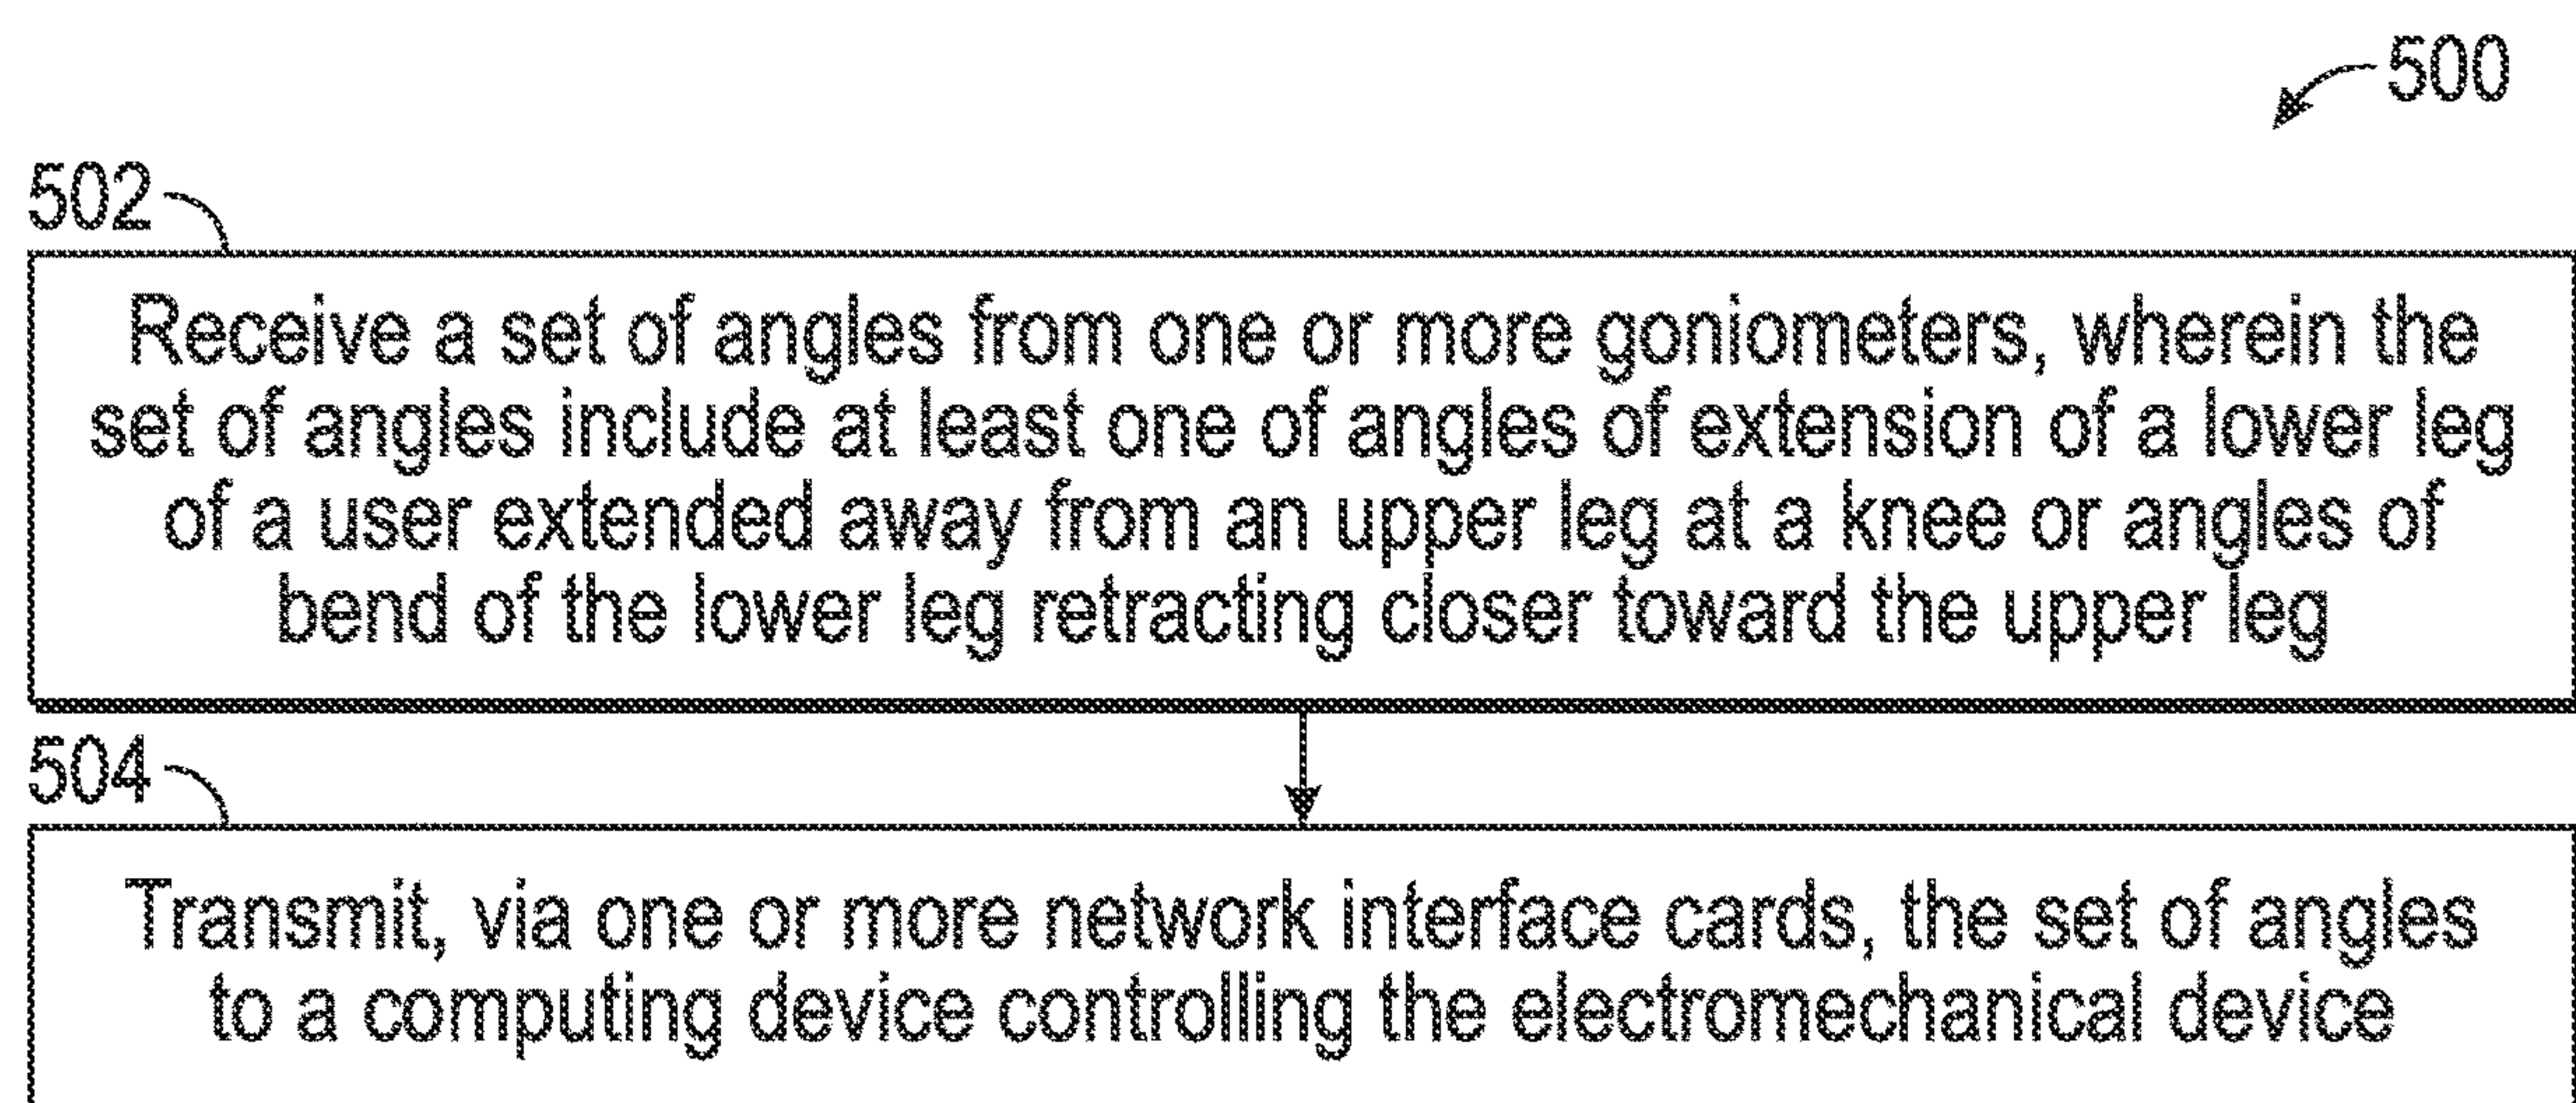 500
502
Receive a set of angles from one or more goniometers, wherein the
set of angles include at least one of angles of extension of a lower leg
of a user extended away from an upper leg at a knee or angles of
bend of the lower leg retracting closer toward the upper leg
504
Transmit, via one or more network interface cards, the set of angles
to a computing device controlling the electromechanical device